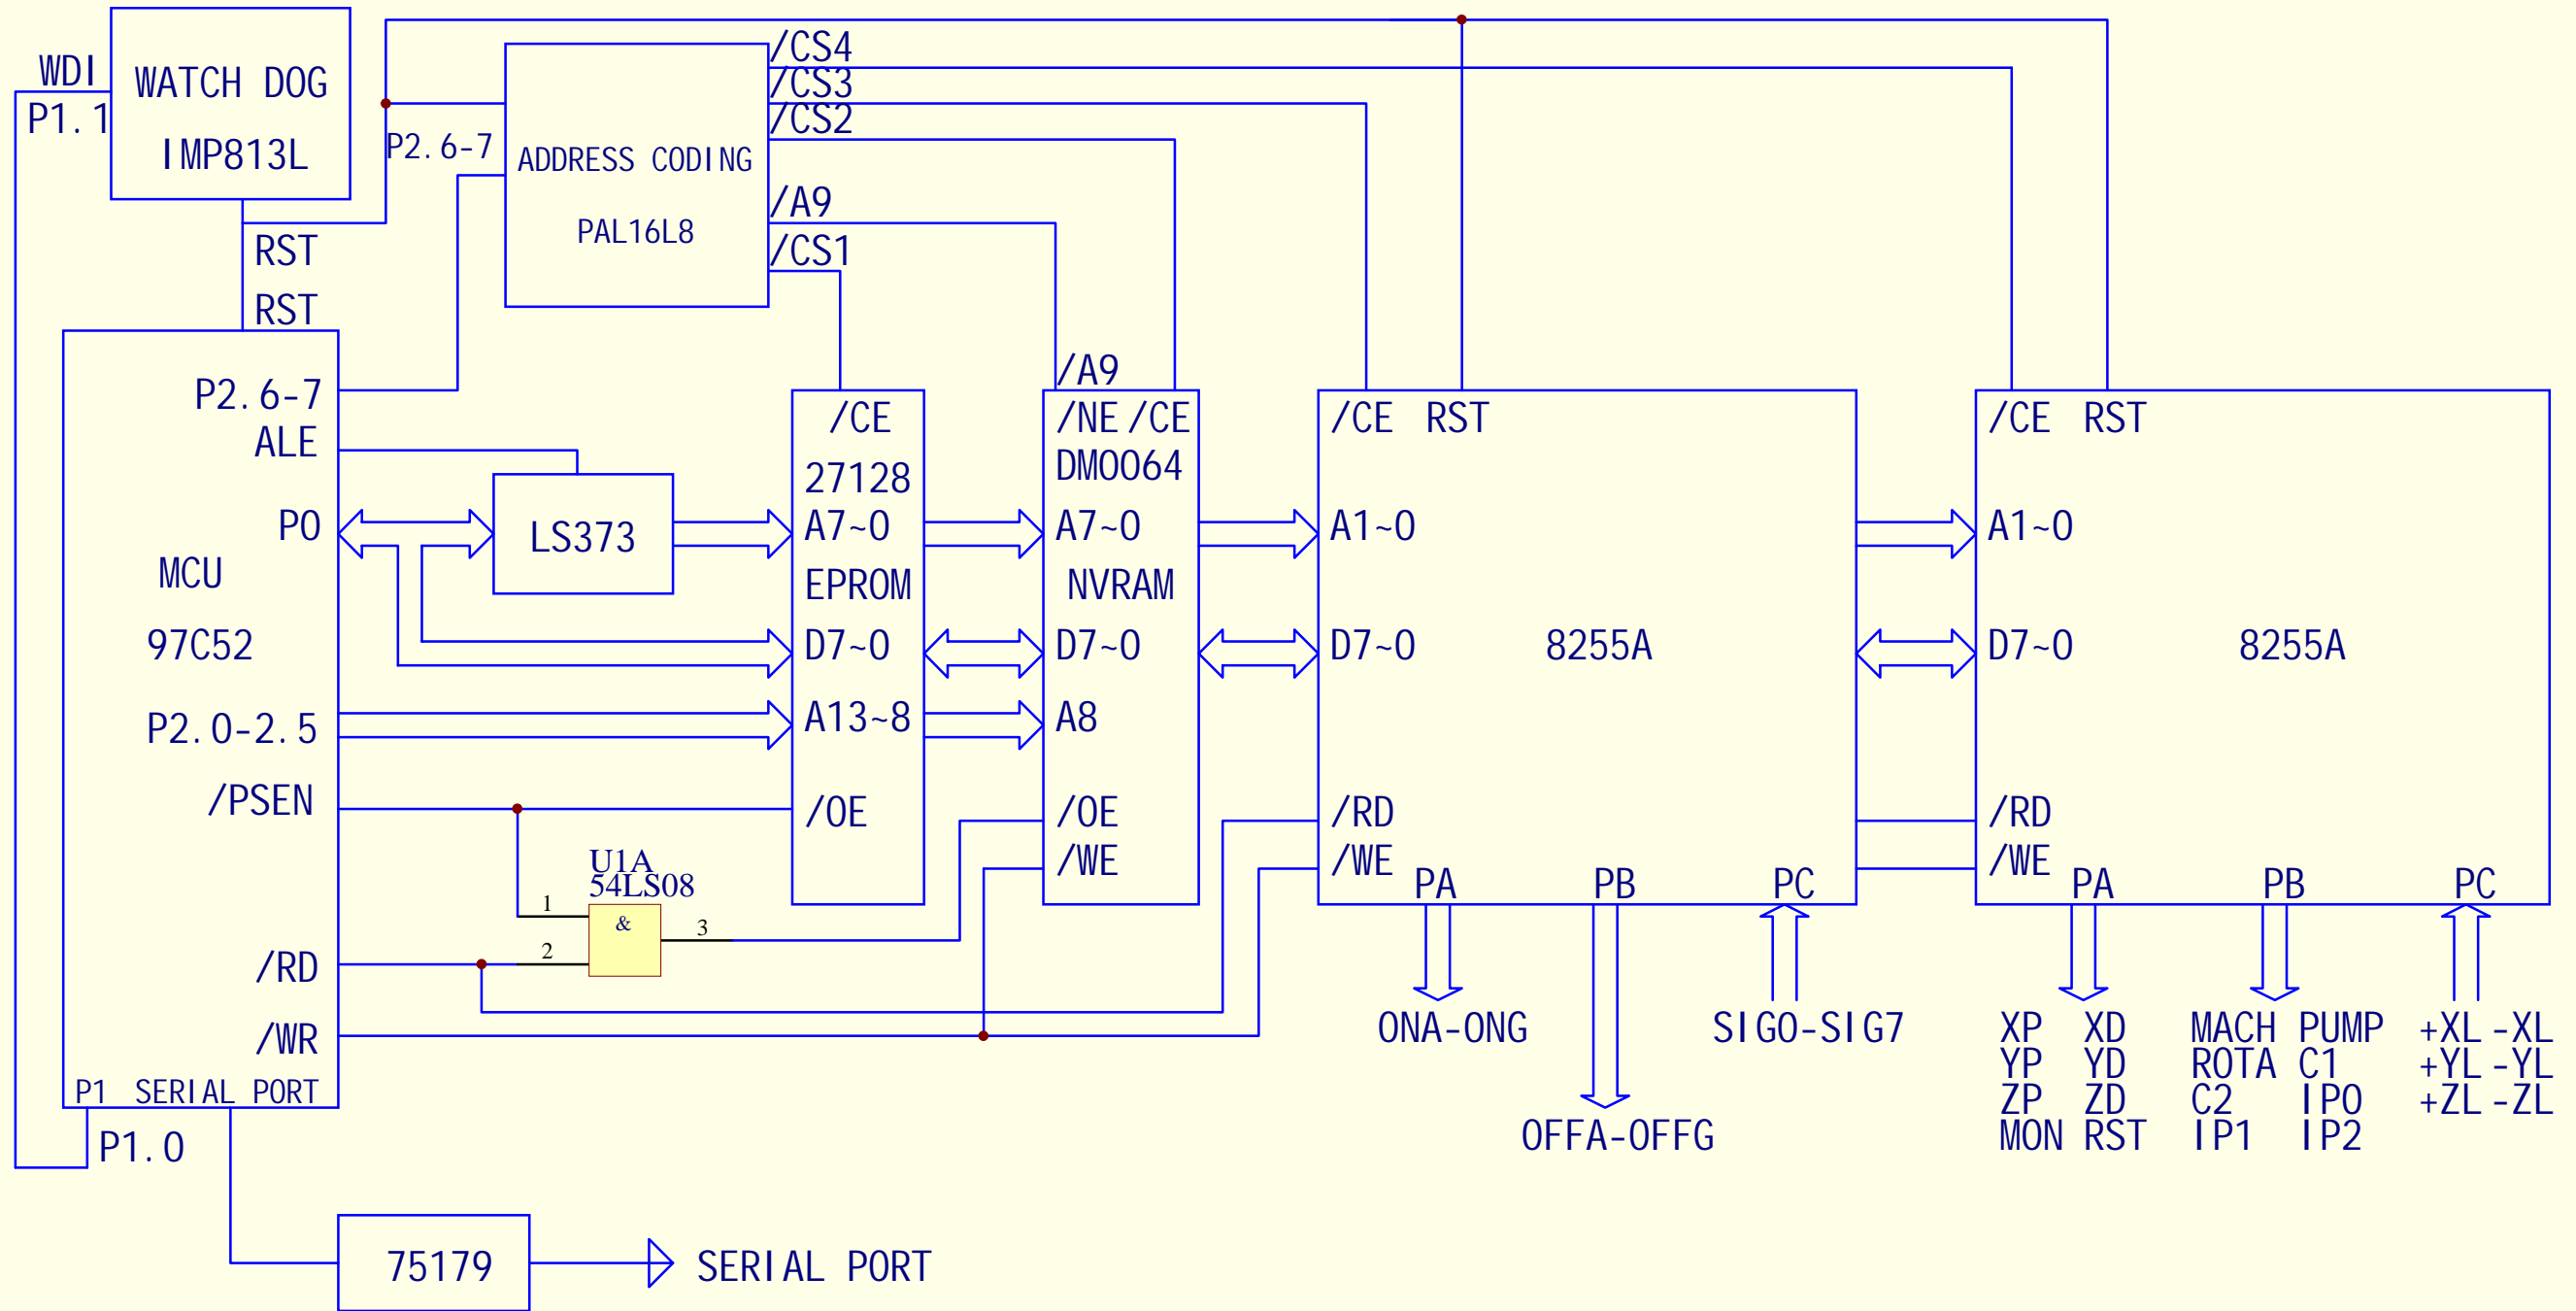 WDI
P1.1
WATCH DOG
IMP813L
RST
RST
P2.6-7
ADDRESS CODING
PAL16L8
/CS4
/CS3
/CS2
/A9
/CS1
P2.6-7
ALE
P0
MCU
97C52
P2.0-2.5
/PSEN
/RD
/WR
P1 SERIAL PORT
P1.0
LS373
U1A
54LS08
1
&
2
3
/CE
27128
A7~0
EPROM
D7~0
A13~8
/OE
/A9
/NE /CE
DM0064
A7~0
NVRAM
D7~0
A8
/OE
/WE
/CE RST
A1~0
D7~0 8255A
/RD
/WE
PA PB PC
ONA-ONG
OFFA-OFFG
SIG0-SIG7
/CE RST
A1~0
D7~0 8255A
/RD
/WE
PA PB PC
XP XD MACH PUMP +XL -XL
YP YD ROTA C1 +YL -YL
ZP ZD C2 IP0 +ZL -ZL
MON RST IP1 IP2
75179
SERIAL PORT